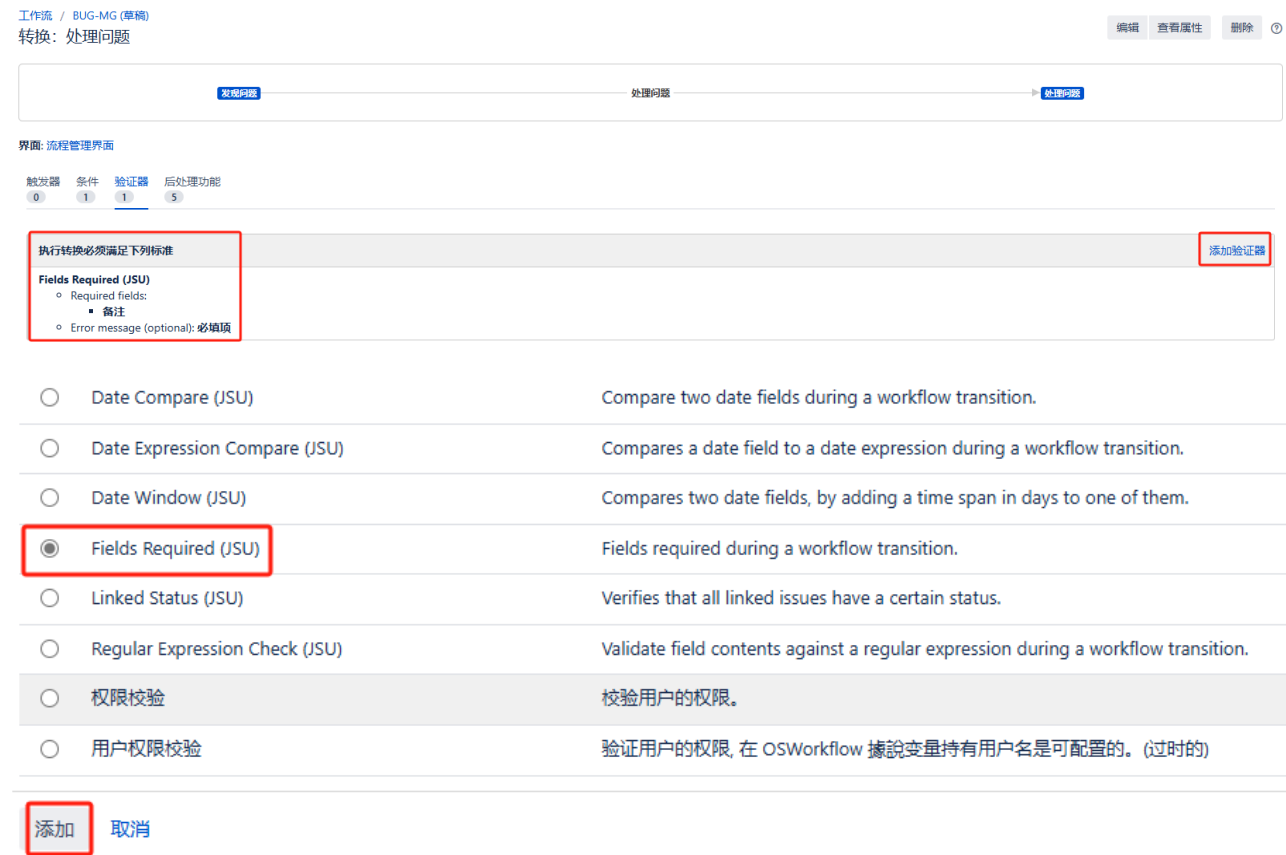 工作流 / BUG-MG (草稿)
转换：处理问题
编辑 查看属性 删除
发现问题 处理问题 处理问题
界面: 流程管理界面
触发器 条件 验证器 后处理功能
0 1 1 5
执行转换必须满足下列标准 添加验证器
Fields Required (JSU)
Required fields:
备注
Error message (optional): 必填项
Date Compare (JSU) Compare two date fields during a workflow transition.
Date Expression Compare (JSU) Compares a date field to a date expression during a workflow transition.
Date Window (JSU) Compares two date fields, by adding a time span in days to one of them.
Fields Required (JSU) Fields required during a workflow transition.
Linked Status (JSU) Verifies that all linked issues have a certain status.
Regular Expression Check (JSU) Validate field contents against a regular expression during a workflow transition.
权限校验 校验用户的权限。
用户权限校验 验证用户的权限, 在 OSWorkflow 據說变量持有用户名是可配置的。(过时的)
添加 取消